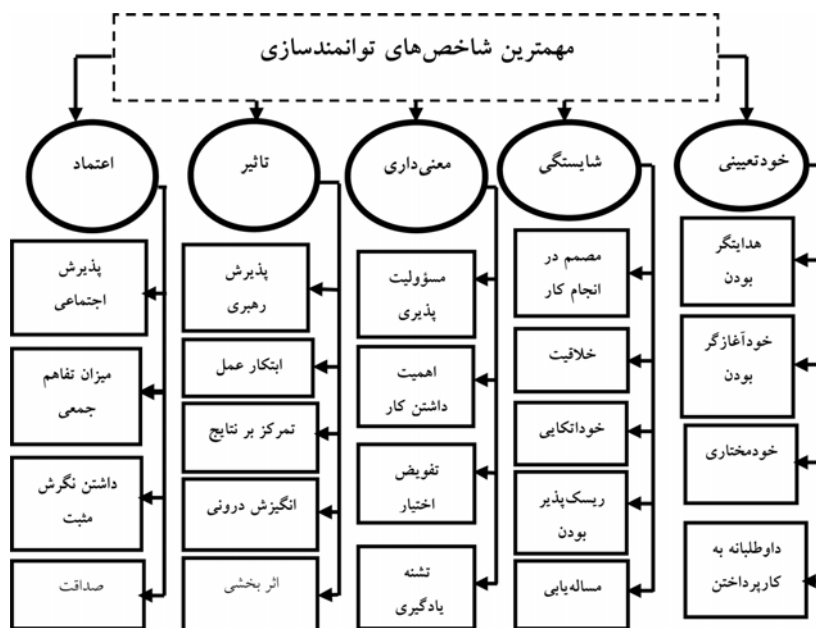 مهمترین شاخص‌های توانمندسازی
خودتعیینی
هدایتگر
بودن
خودآغازگر
بودن
خودمختاری
داوطلبانه به
کارپرداختن
شایستگی
مصمم در
انجام کار
خلاقیت
خوداتکایی
ریسک‌پذیر
بودن
مساله‌یابی
معنی‌داری
مسؤولیت
پذیری
اهمیت
داشتن کار
تفویض
اختیار
تشنه
یادگیری
تاثیر
پذیرش
رهبری
ابتکار عمل
تمرکز بر نتایج
انگیزش درونی
اثر بخشی
اعتماد
پذیرش
اجتماعی
میزان تفاهم
جمعی
داشتن نگرش
مثبت
صداقت